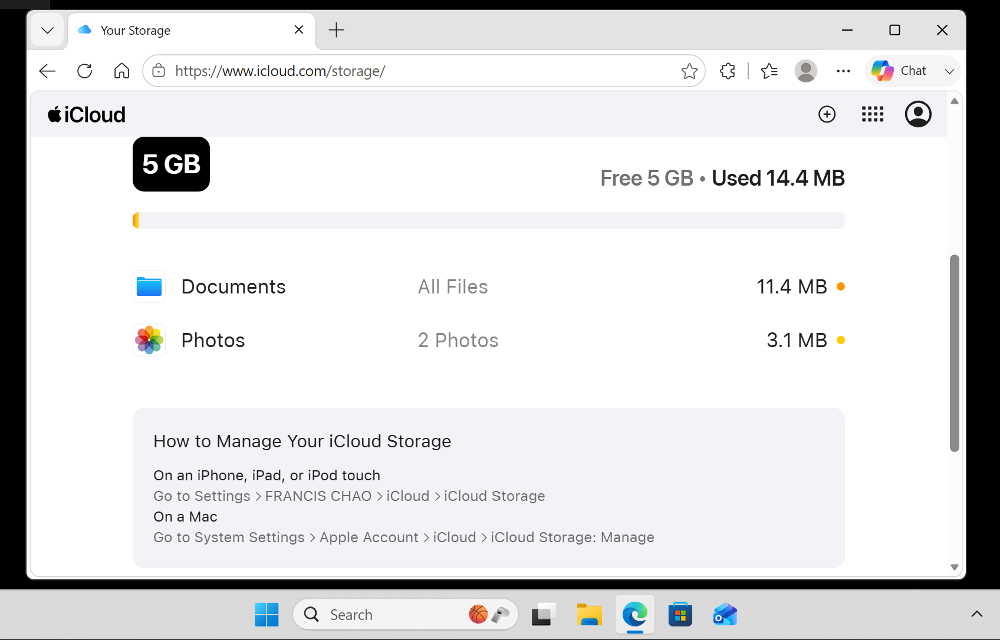 Your Storage
https://www.icloud.com/storage/
Chat
iCloud
5 GB
Free 5 GB • Used 14.4 MB
Documents All Files 11.4 MB
Photos 2 Photos 3.1 MB
How to Manage Your iCloud Storage
On an iPhone, iPad, or iPod touch
Go to Settings > FRANCIS CHAO > iCloud > iCloud Storage
On a Mac
Go to System Settings > Apple Account > iCloud > iCloud Storage: Manage
Search